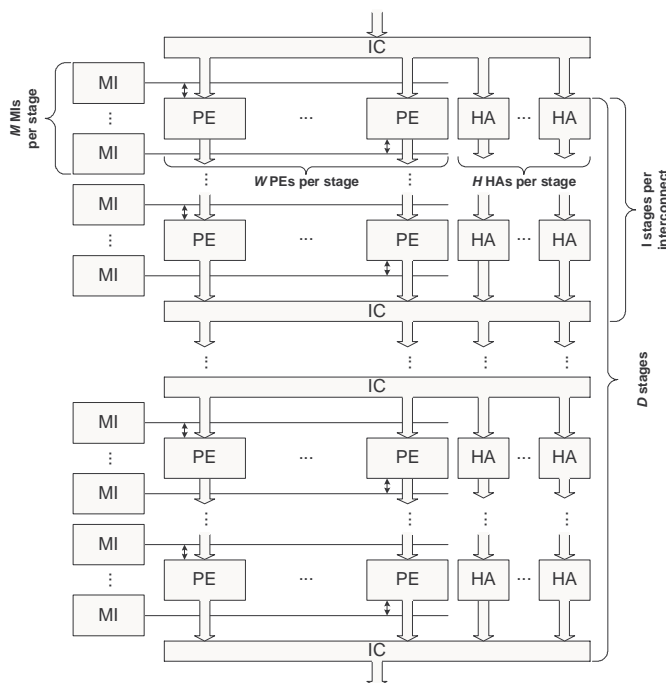 IC
MI
M MIs per stage
...
MI
PE ... PE HA ... HA
W PEs per stage H HAs per stage
... ... ... ...
MI
...
MI
PE ... PE HA ... HA
I stages per interconnect
IC
... ... ... ...
D stages
IC
MI
...
MI
PE ... PE HA ... HA
... ... ... ...
MI
...
MI
PE ... PE HA ... HA
IC